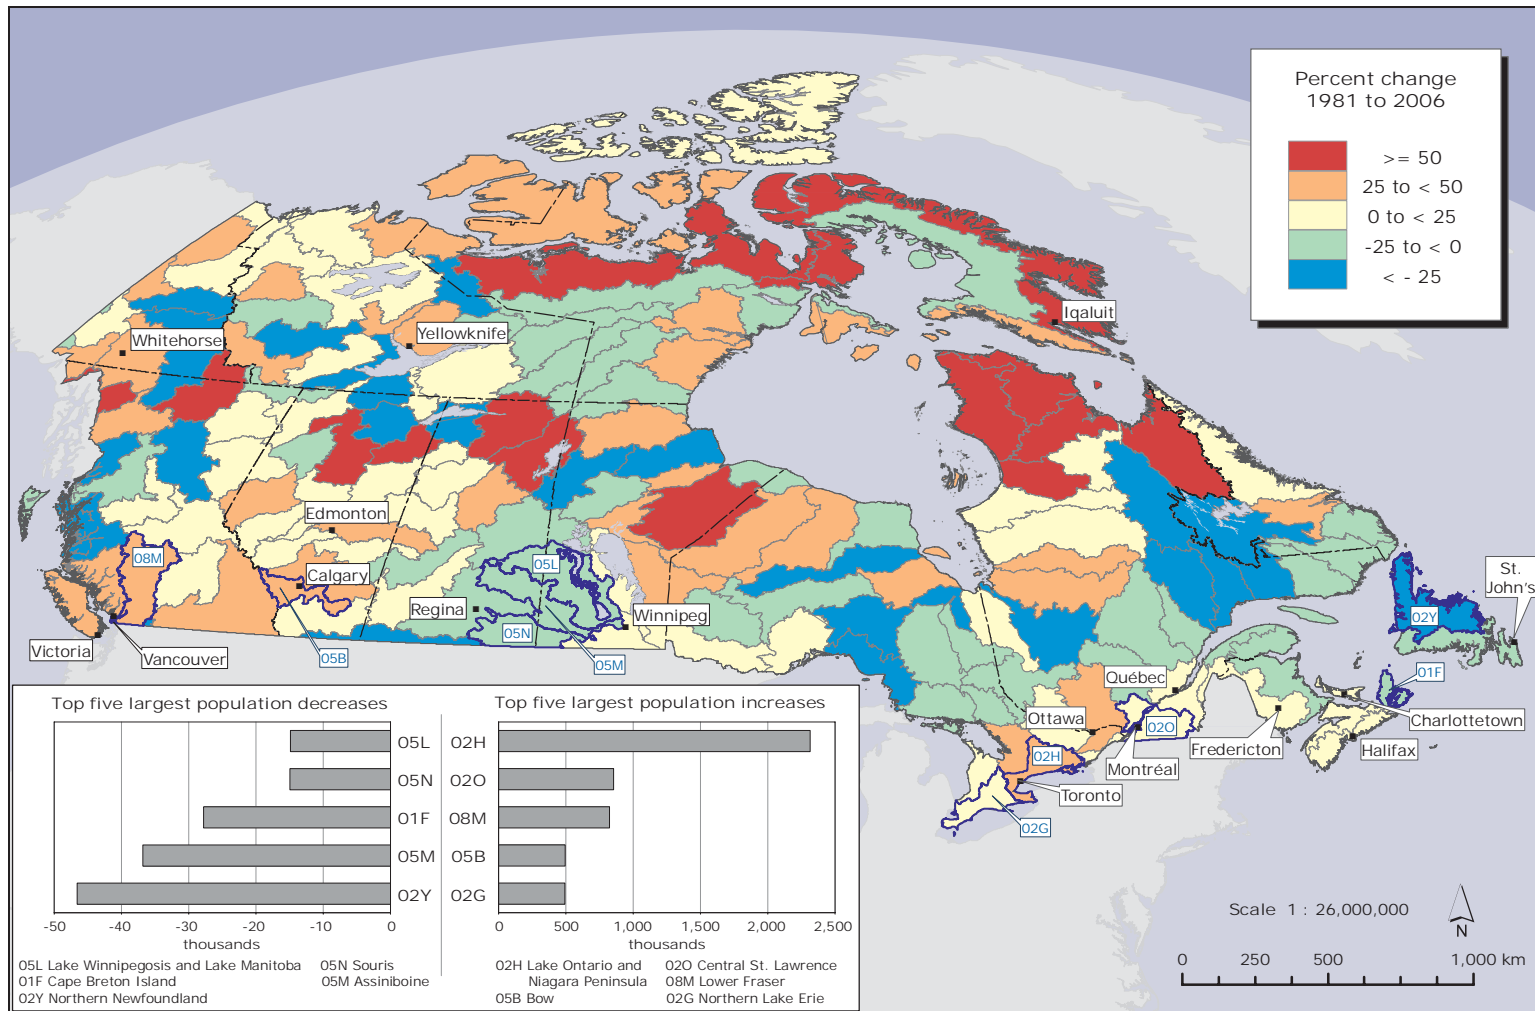 Percent change
1981 to 2006
>= 50
25 to < 50
0 to < 25
-25 to < 0
< - 25
Iqaluit
Whitehorse
Yellowknife
Edmonton
08M
Calgary
05L
Regina
Winnipeg
05N
St.
John's
02Y
Victoria
Vancouver
05B
05M
Québec
01F
Ottawa
02O
Charlottetown
Fredericton
Halifax
02H
Montréal
Toronto
02G
Top five largest population decreases
05L
05N
01F
05M
02Y
-50 -40 -30 -20 -10 0
thousands
05L Lake Winnipegosis and Lake Manitoba
05N Souris
01F Cape Breton Island
05M Assiniboine
02Y Northern Newfoundland
Top five largest population increases
02H
02O
08M
05B
02G
0 500 1,000 1,500 2,000 2,500
thousands
02H Lake Ontario and
Niagara Peninsula
02O Central St. Lawrence
08M Lower Fraser
05B Bow
02G Northern Lake Erie
Scale 1 : 26,000,000
N
0 250 500 1,000 km